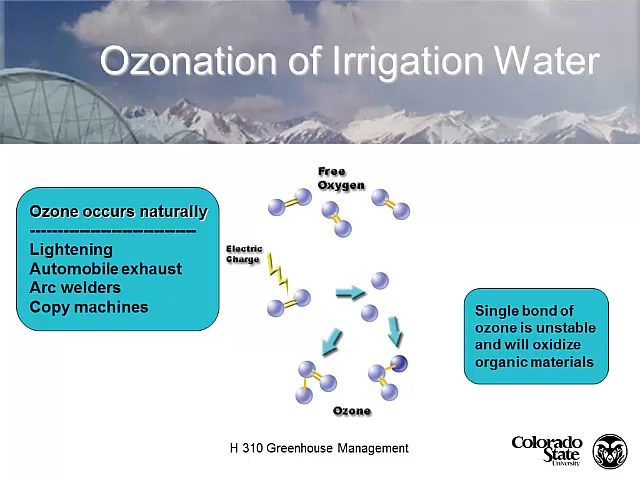 Ozonation of Irrigation Water
Free
Oxygen
Ozone occurs naturally
------------------------------
Lightening
Automobile exhaust
Arc welders
Copy machines
Electric
Charge
Single bond of
ozone is unstable
and will oxidize
organic materials
Ozone
H 310 Greenhouse Management
Colorado
State
University